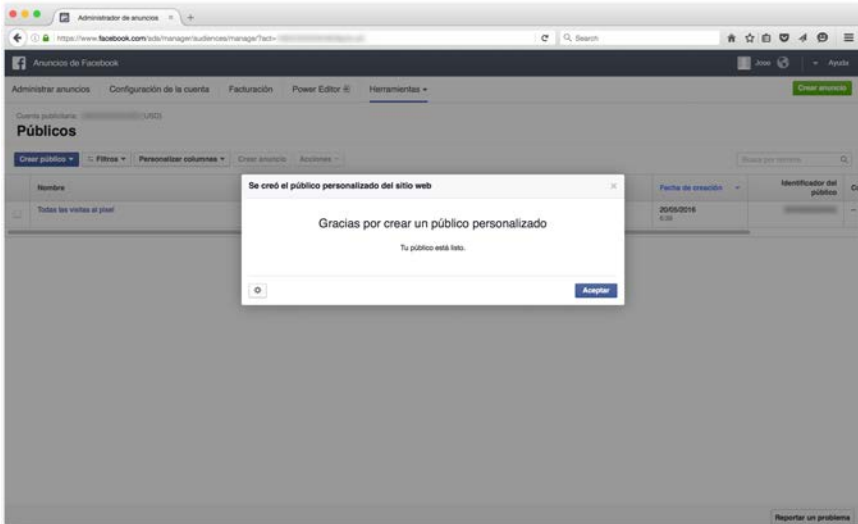 Administrador de anuncios
https://www.facebook.com/ads/manager/audiences/manage/?act=
Search
Anuncios de Facebook
Jose
Ayuda
Administrar anuncios
Configuración de la cuenta
Facturación
Power Editor
Herramientas
Crear anuncio
Cuenta publicitaria: (USD)
Públicos
Crear público
Filtros
Personalizar columnas
Crear anuncio
Acciones
Nombre
Fecha de creación
Identificador del público
Todas las visitas al pixel
20/05/2016
Se creó el público personalizado del sitio web
Gracias por crear un público personalizado
Tu público está listo.
Aceptar
Reportar un problema